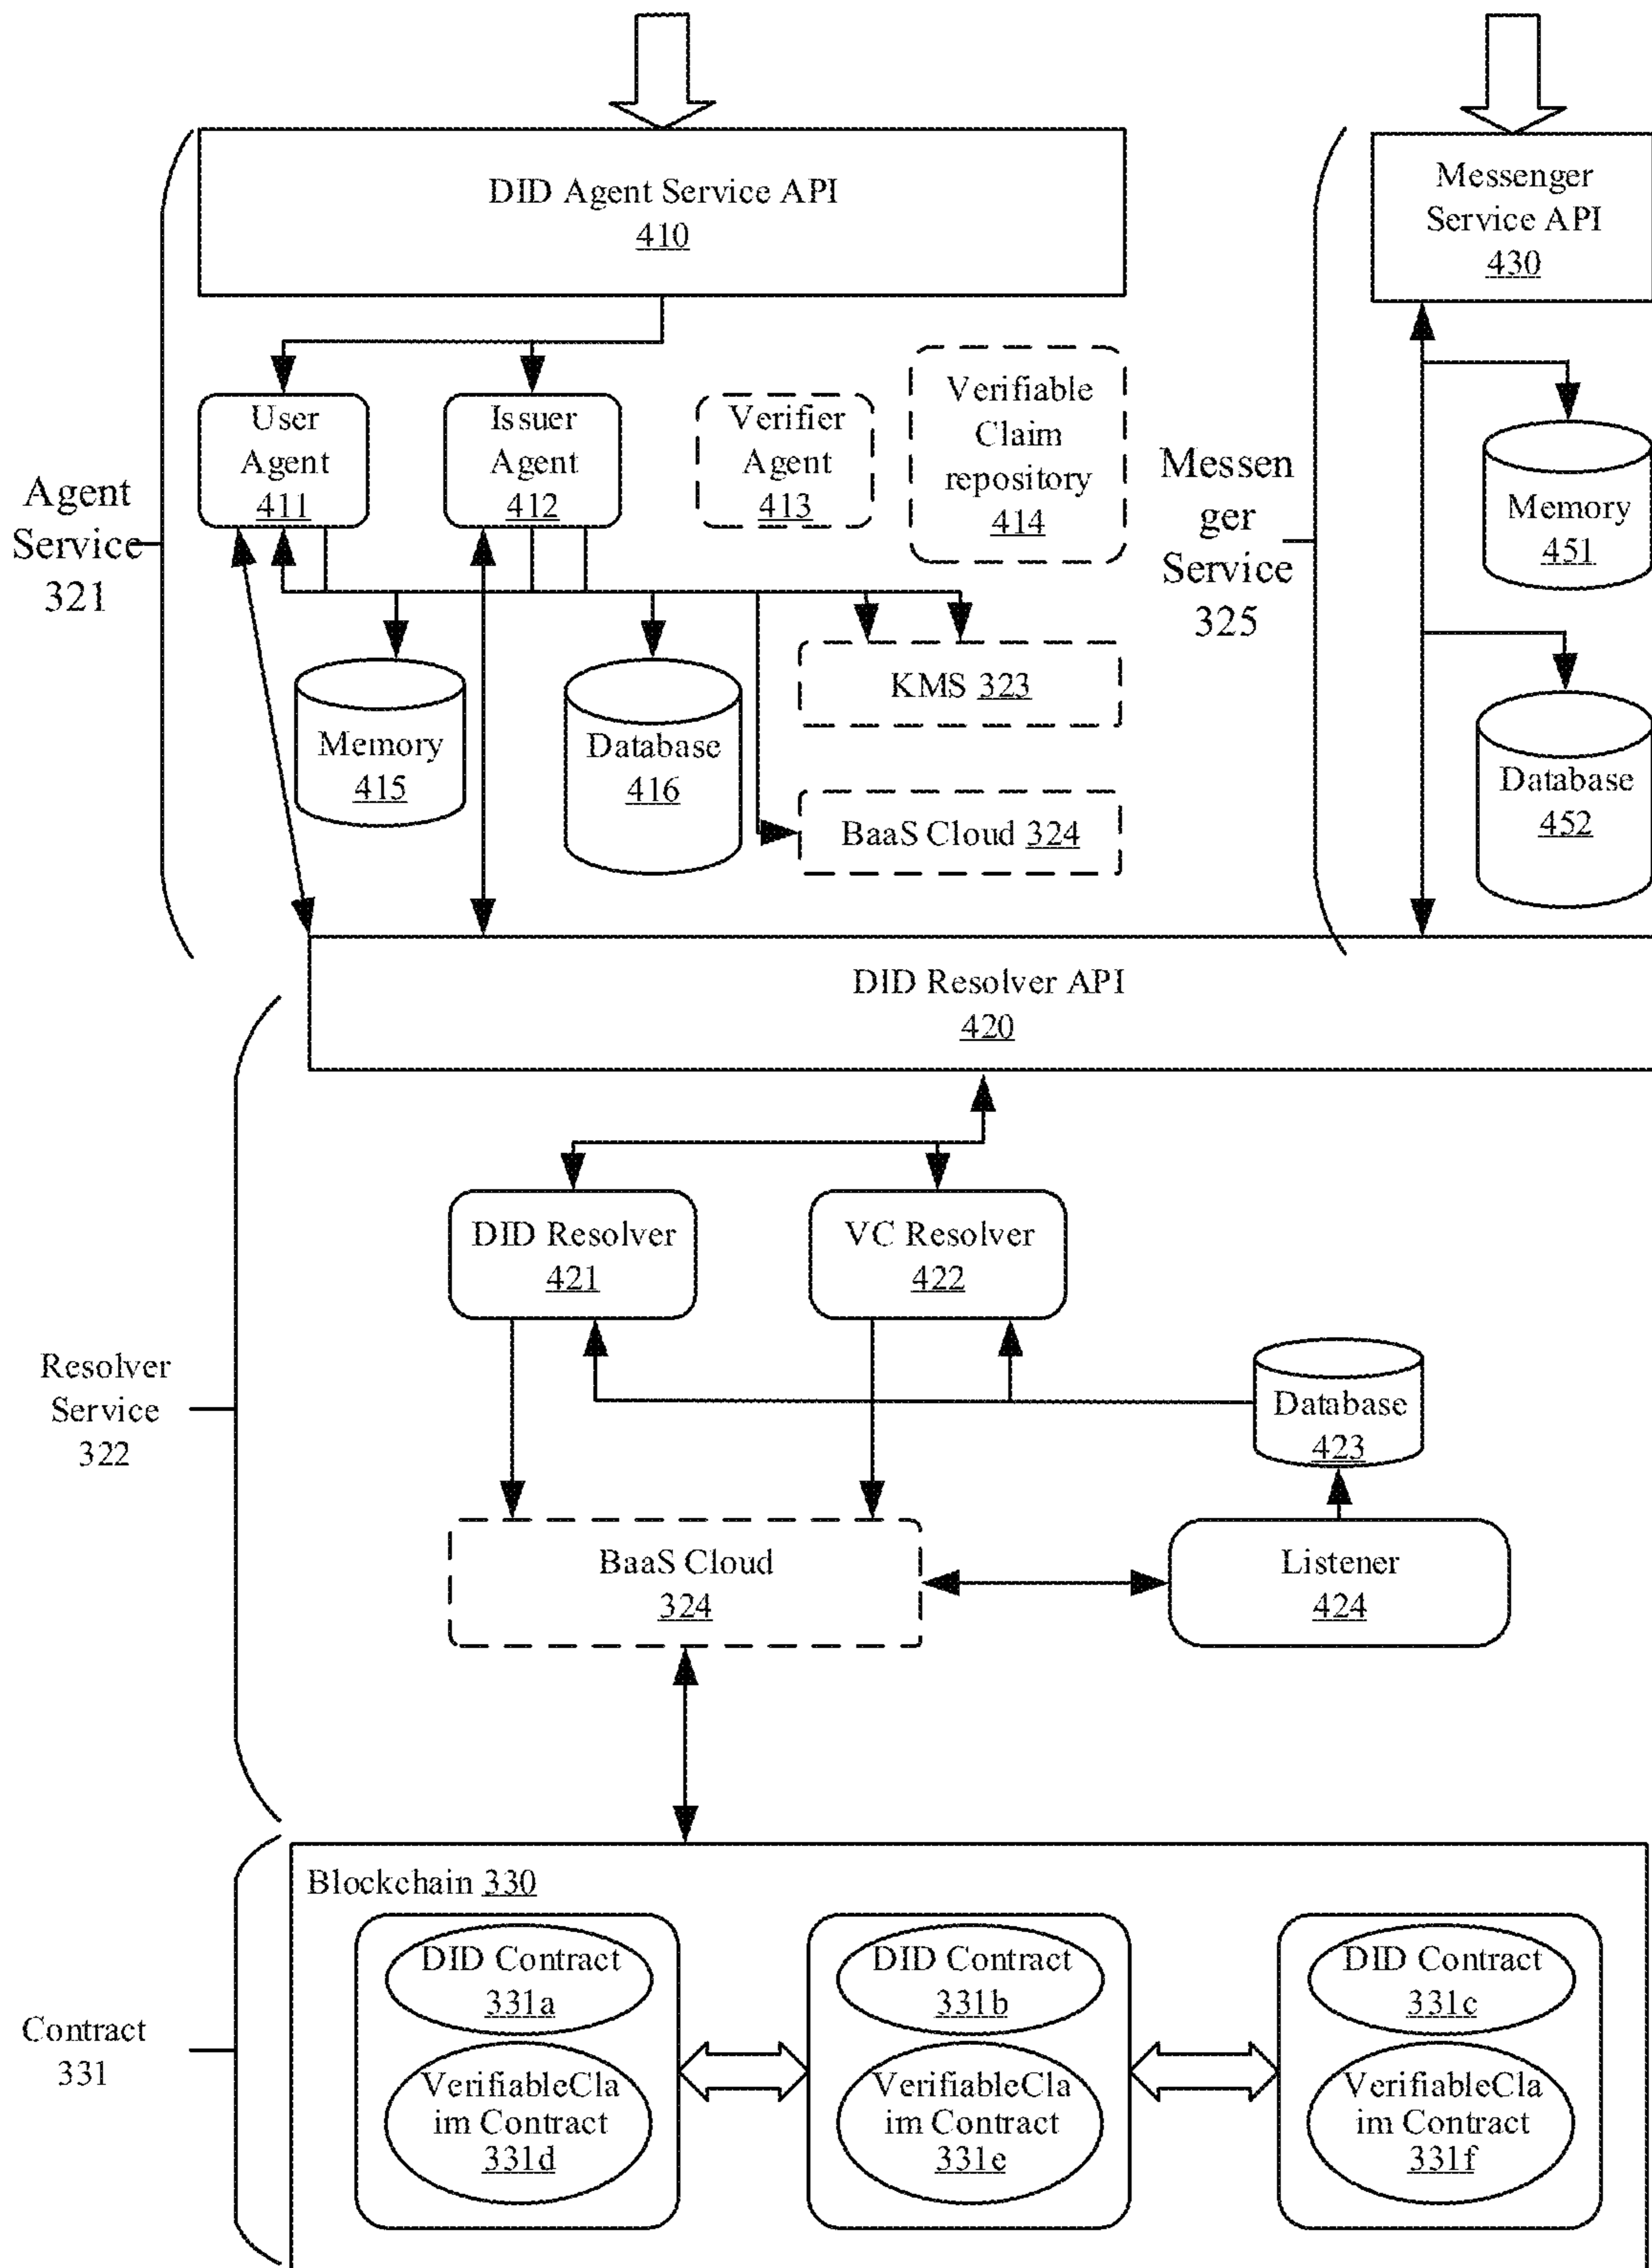 DID Agent Service API
410
Messenger
Service API
430
User
Agent
411
Issuer
Agent
412
Verifier
Agent
413
Verifiable
Claim
repository
414
Agent
Service
321
Messen
ger
Service
325
Memory
451
KMS 323
Memory
415
Database
416
BaaS Cloud 324
Database
452
DID Resolver API
420
DID Resolver
421
VC Resolver
422
Resolver
Service
322
Database
423
BaaS Cloud
324
Listener
424
Blockchain 330
DID Contract
331a
DID Contract
331b
DID Contract
331c
Contract
331
VerifiableCla
im Contract
331d
VerifiableCla
im Contract
331e
VerifiableCla
im Contract
331f